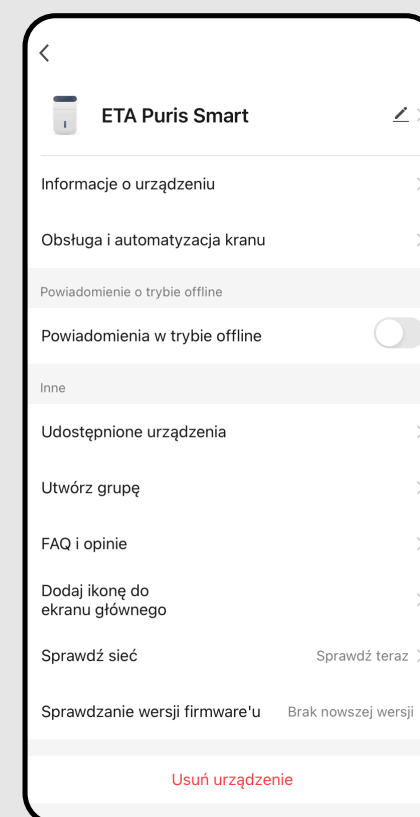 ETA Puris Smart
Informacje o urządzeniu
Obsługa i automatyzacja kranu
Powiadomienie o trybie offline
Powiadomienia w trybie offline
Inne
Udostępnione urządzenia
Utwórz grupę
FAQ i opinie
Dodaj ikonę do
ekranu głównego
Sprawdź sieć Sprawdź teraz
Sprawdzanie wersji firmware'u Brak nowszej wersji
Usuń urządzenie